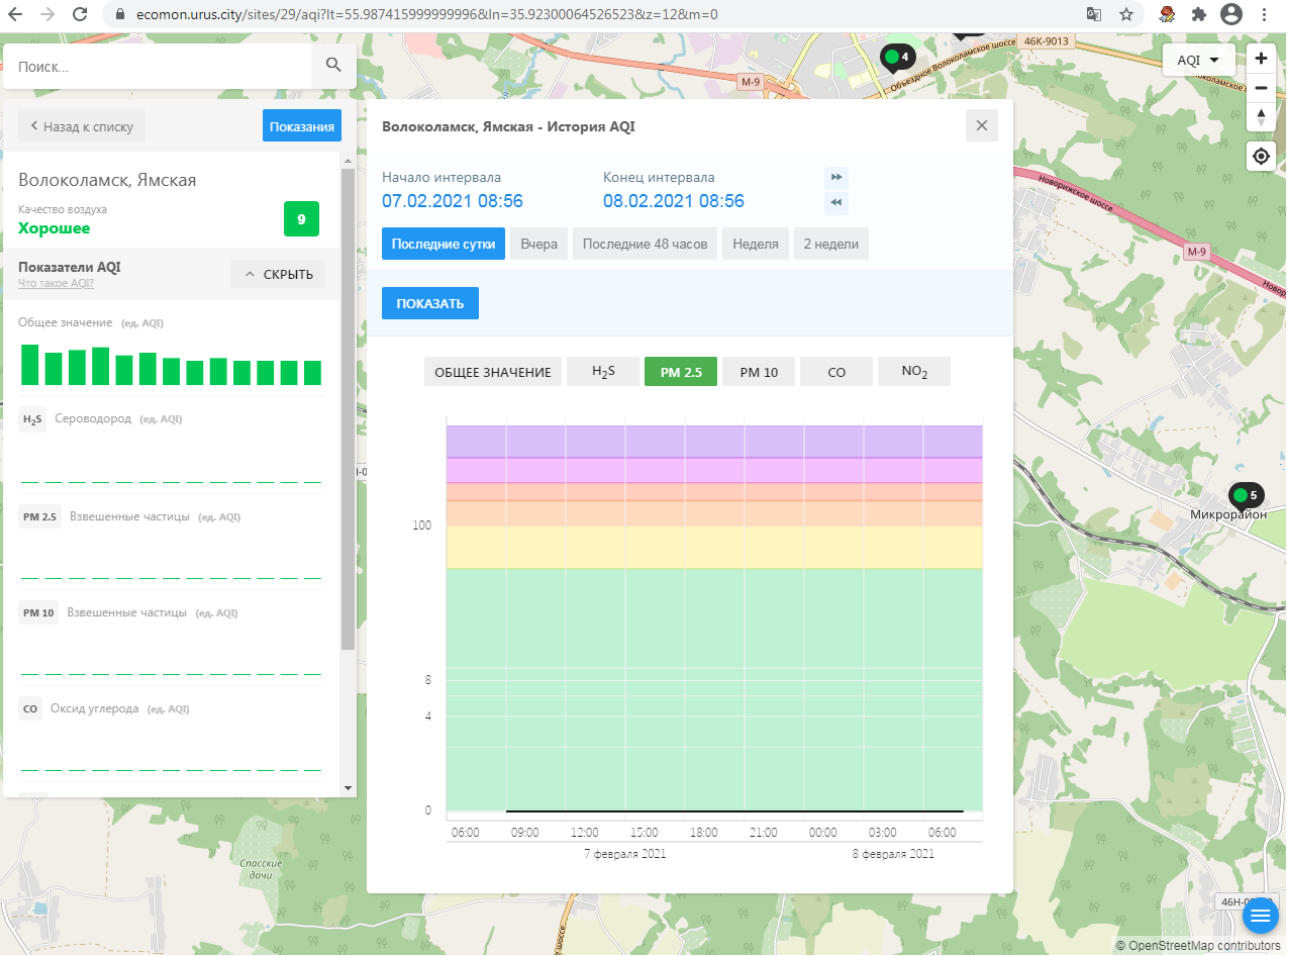 ecomon.urus.city/sites/29/aqi?lt=55.987415999999996&ln=35.92300064526523&z=12&m=0
46K-9013
Объездное Волоколамское шоссе
4
M-9
AQI
Поиск...
Назад к списку
Показания
Волоколамск, Ямская
Качество воздуха
Хорошее
9
Показатели AQI
Что такое AQI?
СКРЫТЬ
Общее значение (ед. AQI)
H2S Сероводород (ед. AQI)
PM 2.5 Взвешенные частицы (ед. AQI)
PM 10 Взвешенные частицы (ед. AQI)
CO Оксид углерода (ед. AQI)
Волоколамск, Ямская - История AQI
Начало интервала
Конец интервала
07.02.2021 08:56
08.02.2021 08:56
Последние сутки
Вчера
Последние 48 часов
Неделя
2 недели
ПОКАЗАТЬ
ОБЩЕЕ ЗНАЧЕНИЕ
H2S
PM 2.5
PM 10
CO
NO2
100
8
4
0
06:00 09:00 12:00 15:00 18:00 21:00 00:00 03:00 06:00
7 февраля 2021
8 февраля 2021
Новорижское шоссе
M-9
5
Микрорайон
Спасские
дачи
© OpenStreetMap contributors